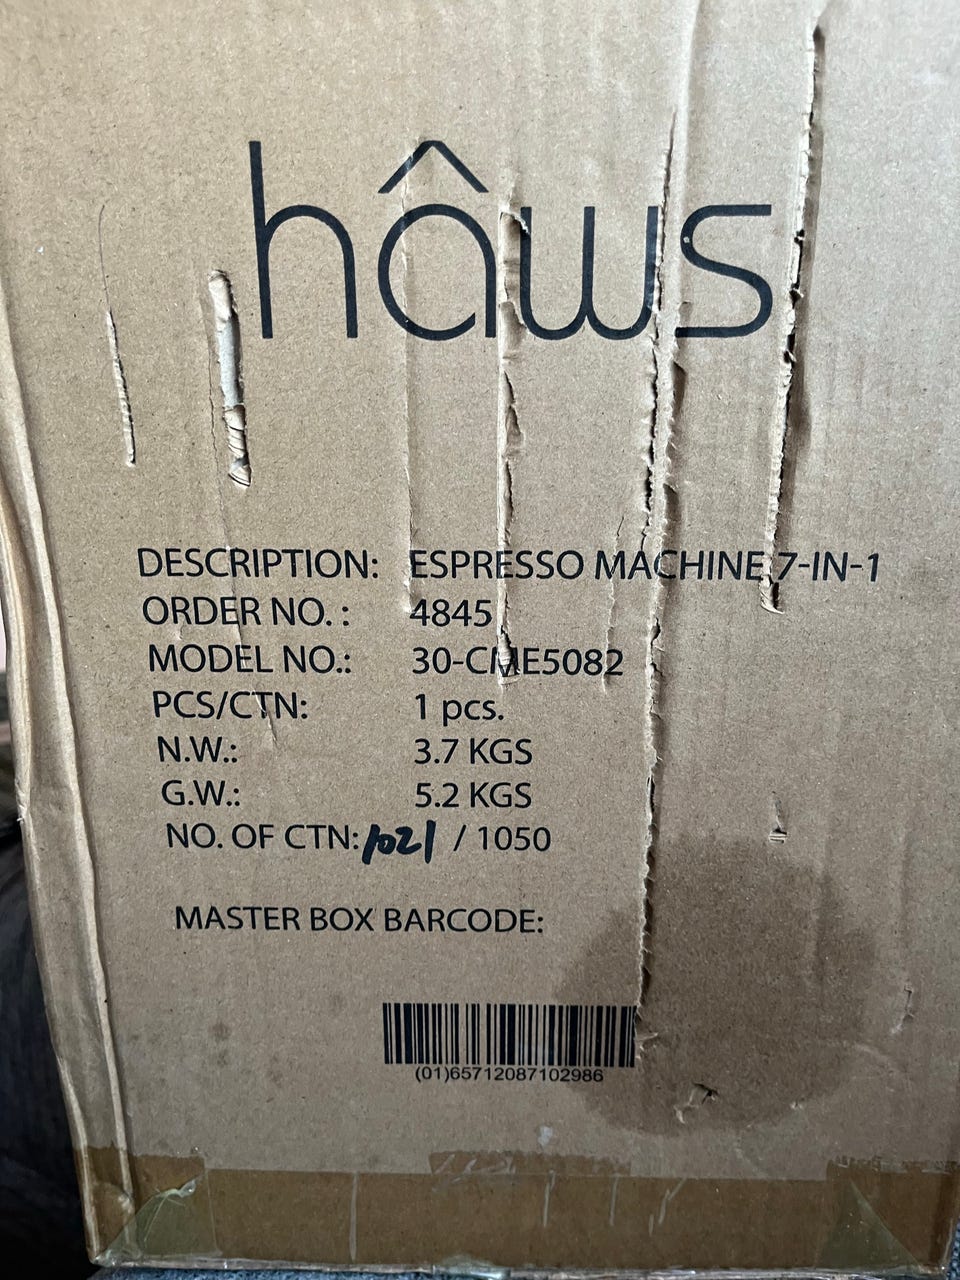 hâws
DESCRIPTION: ESPRESSO MACHINE 7-IN-1
ORDER NO. : 4845
MODEL NO.: 30-CME5082
PCS/CTN: 1 pcs.
N.W.: 3.7 KGS
G.W.: 5.2 KGS
NO. OF CTN: 1021 / 1050
MASTER BOX BARCODE:
(01)65712087102986